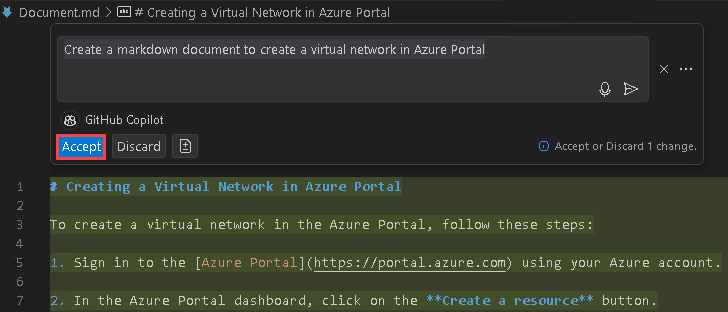 Document.md > abc # Creating a Virtual Network in Azure Portal
Create a markdown document to create a virtual network in Azure Portal
GitHub Copilot
Accept Discard Accept or Discard 1 change.
1 # Creating a Virtual Network in Azure Portal
2
3 To create a virtual network in the Azure Portal, follow these steps:
4
5 1. Sign in to the [Azure Portal](https://portal.azure.com) using your Azure account.
6
7 2. In the Azure Portal dashboard, click on the **Create a resource** button.